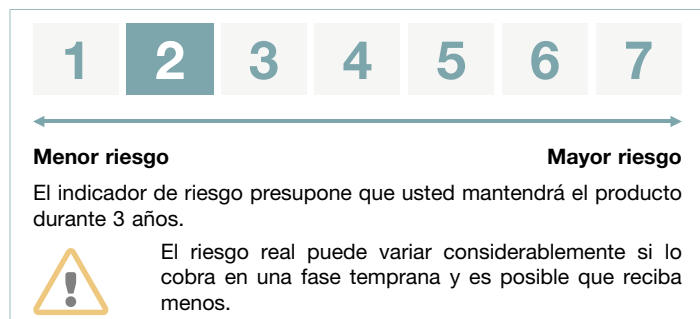 1 2 3 4 5 6 7
Menor riesgo Mayor riesgo
El indicador de riesgo presupone que usted mantendrá el producto
durante 3 años.
El riesgo real puede variar considerablemente si lo
cobra en una fase temprana y es posible que reciba
menos.